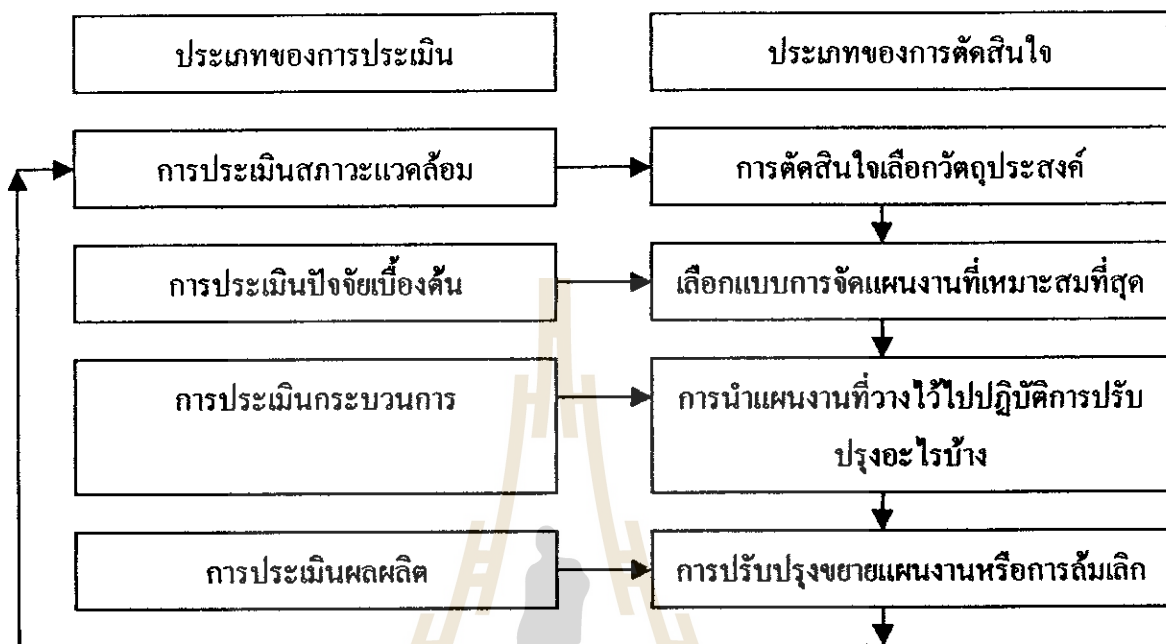 ประเภทของการประเมิน
ประเภทของการตัดสินใจ
การประเมินสภาวะแวดล้อม
การตัดสินใจเลือกวัตถุประสงค์
การประเมินปัจจัยเบื้องต้น
เลือกแบบการจัดแผนงานที่เหมาะสมที่สุด
การประเมินกระบวนการ
การนำแผนงานที่วางไว้ไปปฏิบัติการปรับ
ปรุงอะไรบ้าง
การประเมินผลผลิต
การปรับปรุงขยายแผนงานหรือการล้มเลิก